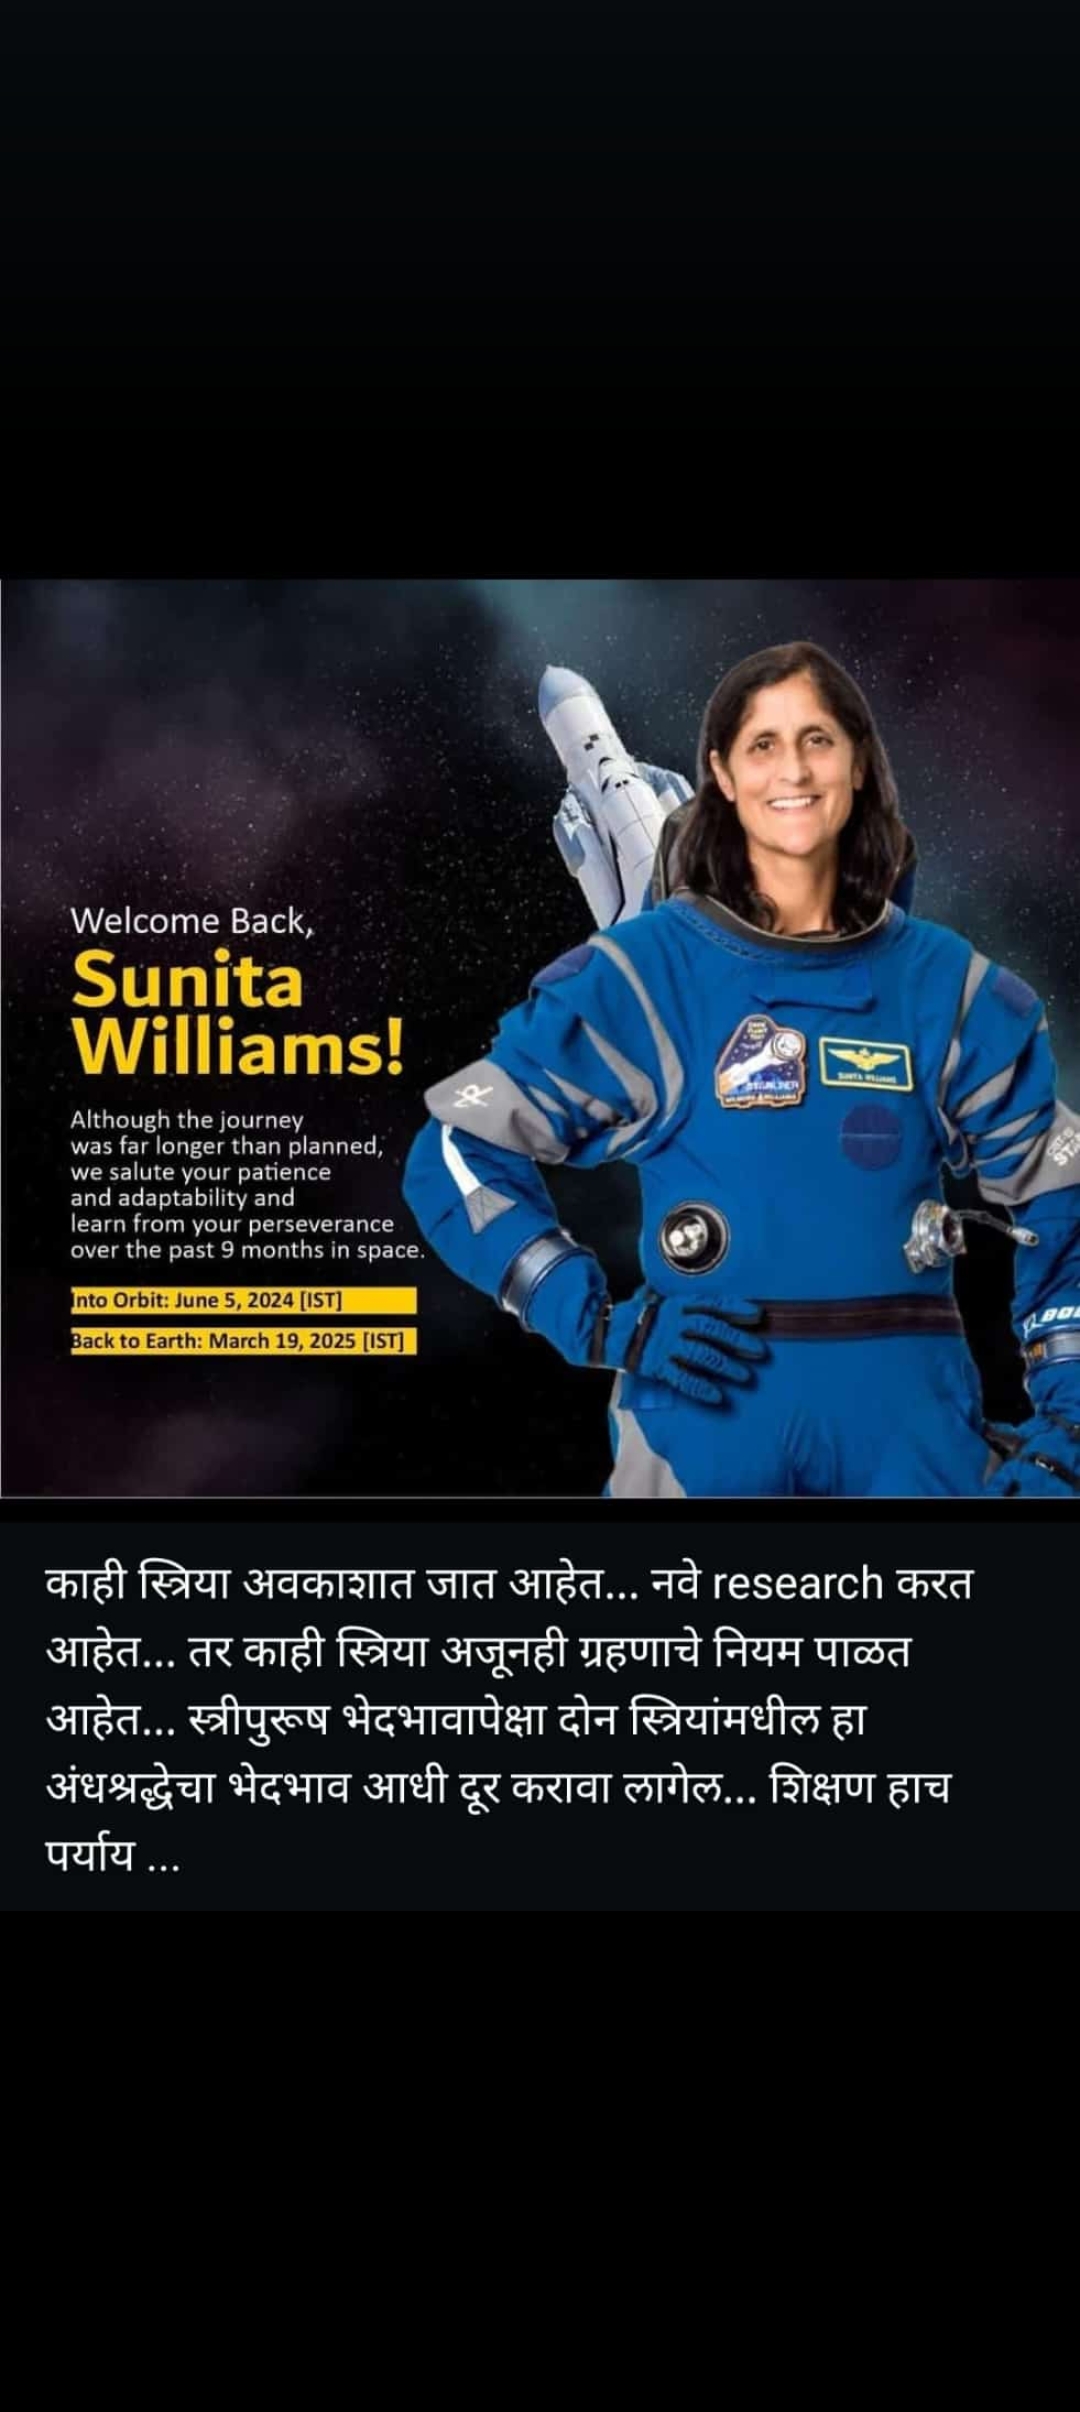 Welcome Back,
Sunita
Williams!
Although the journey
was far longer than planned,
we salute your patience
and adaptability and
learn from your perseverance
over the past 9 months in space.
Into Orbit: June 5, 2024 [IST]
Back to Earth: March 19, 2025 [IST]
STARLINER
SUNITA WILLIAMS
काही स्त्रिया अवकाशात जात आहेत... नवे research करत
आहेत... तर काही स्त्रिया अजूनही ग्रहणाचे नियम पाळत
आहेत... स्त्रीपुरूष भेदभावापेक्षा दोन स्त्रियांमधील हा
अंधश्रद्धेचा भेदभाव आधी दूर करावा लागेल... शिक्षण हाच
पर्याय ...